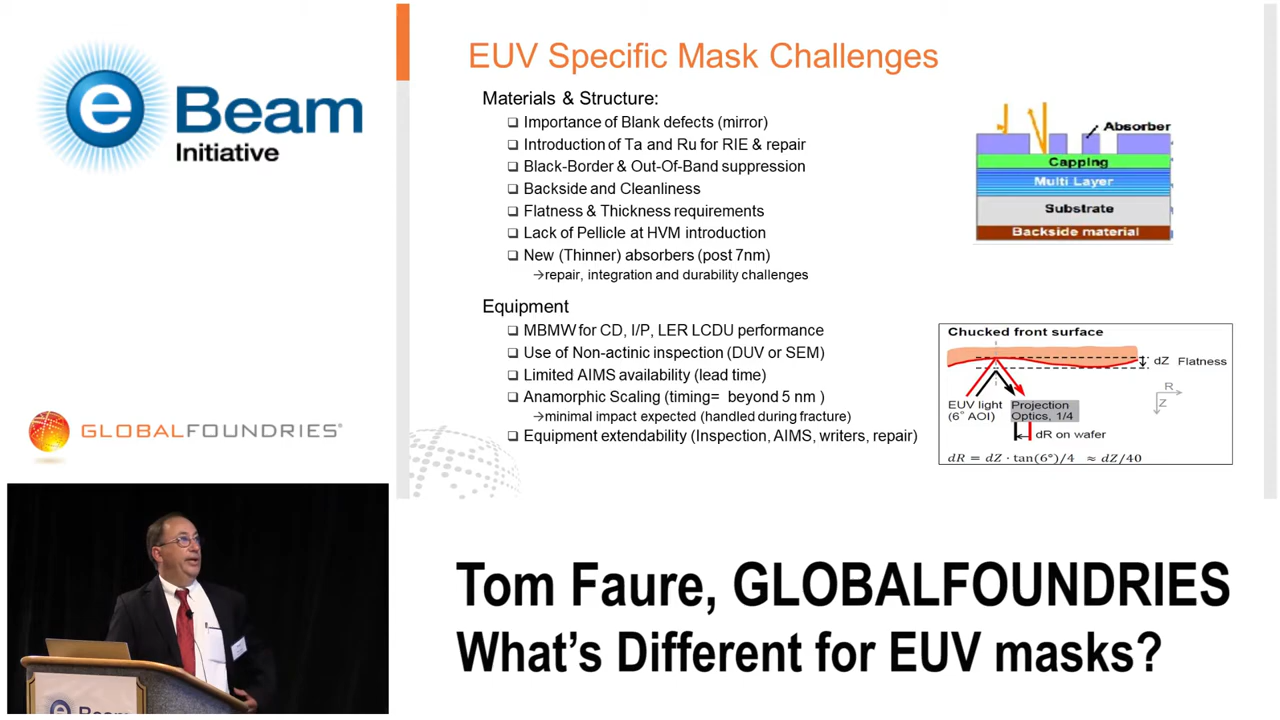 e Beam
Initiative
EUV Specific Mask Challenges
Materials & Structure:
Importance of Blank defects (mirror)
Introduction of Ta and Ru for RIE & repair
Black-Border & Out-Of-Band suppression
Backside and Cleanliness
Flatness & Thickness requirements
Lack of Pellicle at HVM introduction
New (Thinner) absorbers (post 7nm)
→repair, integration and durability challenges
Equipment
MBMW for CD, I/P, LER LCDU performance
Use of Non-actinic inspection (DUV or SEM)
Limited AIMS availability (lead time)
Anamorphic Scaling (timing= beyond 5 nm )
→minimal impact expected (handled during fracture)
Equipment extendability (Inspection, AIMS, writers, repair)
Absorber
Capping
Multi Layer
Substrate
Backside material
Chucked front surface
dZ Flatness
R
Z
EUV light
(6° AOI)
Projection
Optics, 1/4
dR on wafer
dR = dZ · tan(6°)/4 ≈ dZ/40
GLOBALFOUNDRIES®
e Beam
Tom Faure, GLOBALFOUNDRIES
What's Different for EUV masks?